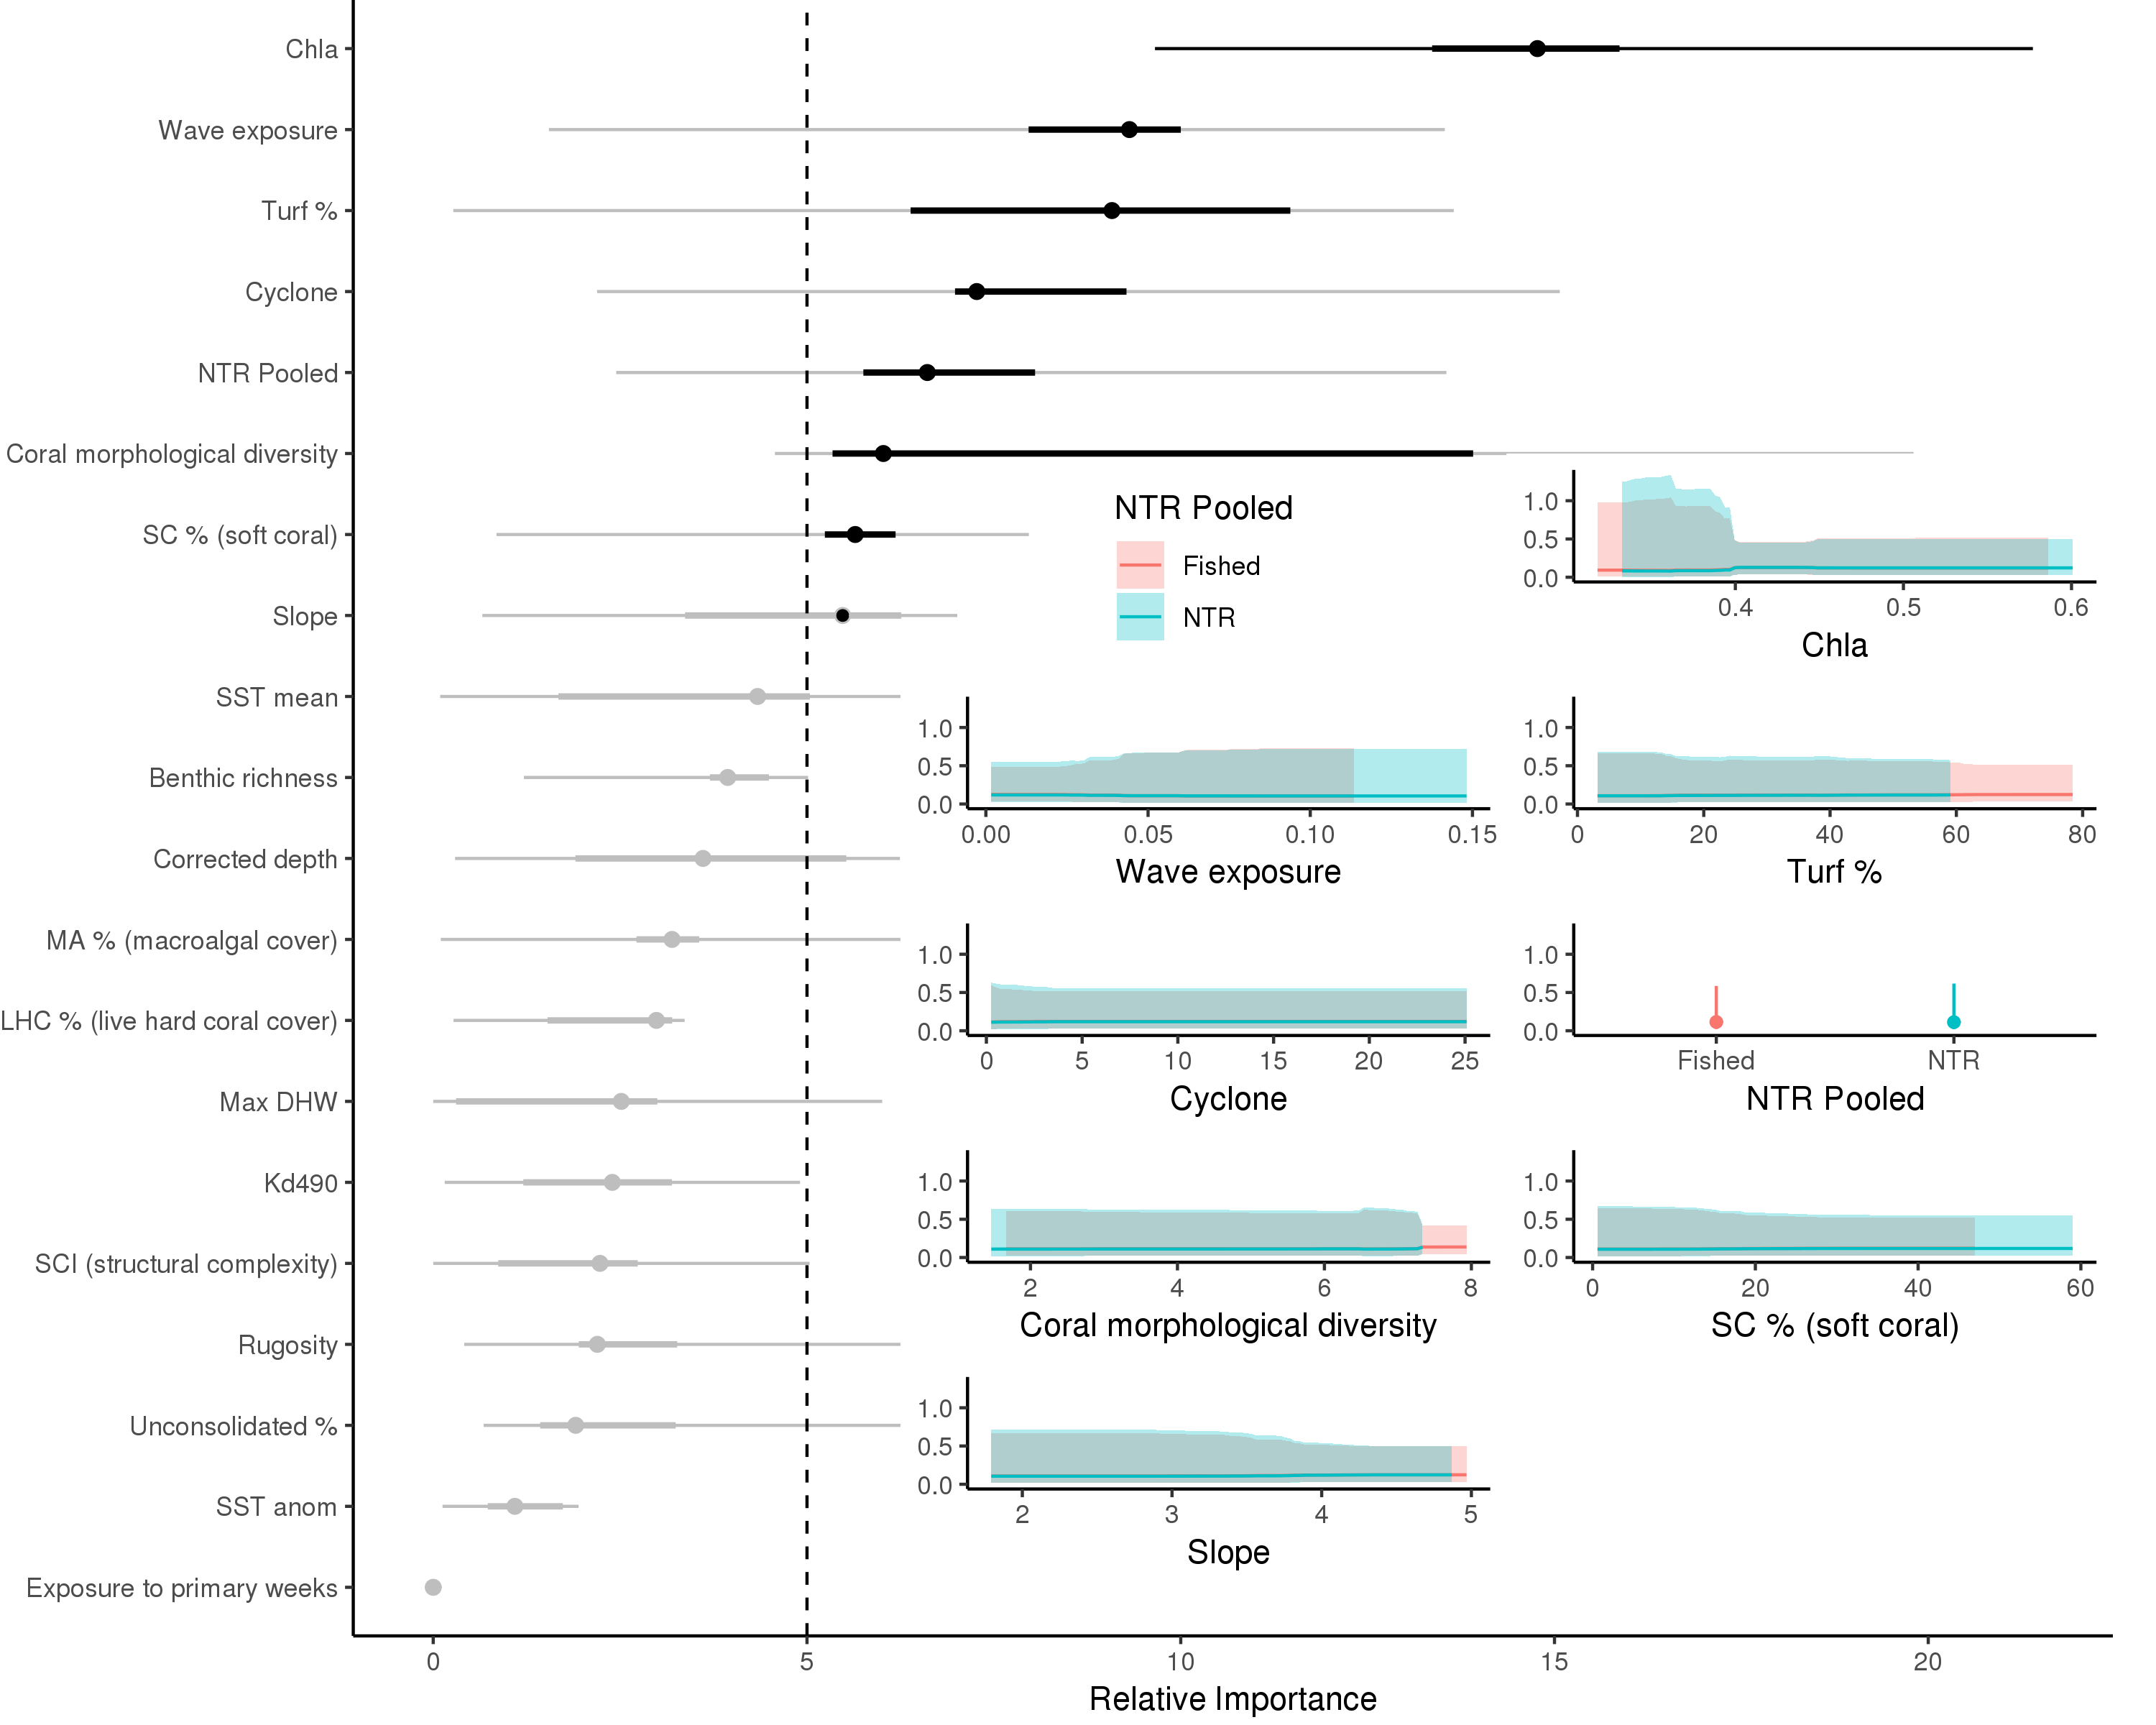 Chla
Wave exposure
Turf %
Cyclone
NTR Pooled
Coral morphological diversity
SC % (soft coral)
Slope
SST mean
Benthic richness
Corrected depth
MA % (macroalgal cover)
LHC % (live hard coral cover)
Max DHW
Kd490
SCI (structural complexity)
Rugosity
Unconsolidated %
SST anom
Exposure to primary weeks
0 5 10 15 20
Relative Importance
NTR Pooled
Fished
NTR
1.0
0.5
0.0
0.4 0.5 0.6
Chla
1.0
0.5
0.0
0.00 0.05 0.10 0.15
Wave exposure
1.0
0.5
0.0
0 20 40 60 80
Turf %
1.0
0.5
0.0
0 5 10 15 20 25
Cyclone
1.0
0.5
0.0
Fished NTR
NTR Pooled
1.0
0.5
0.0
2 4 6 8
Coral morphological diversity
1.0
0.5
0.0
0 20 40 60
SC % (soft coral)
1.0
0.5
0.0
2 3 4 5
Slope